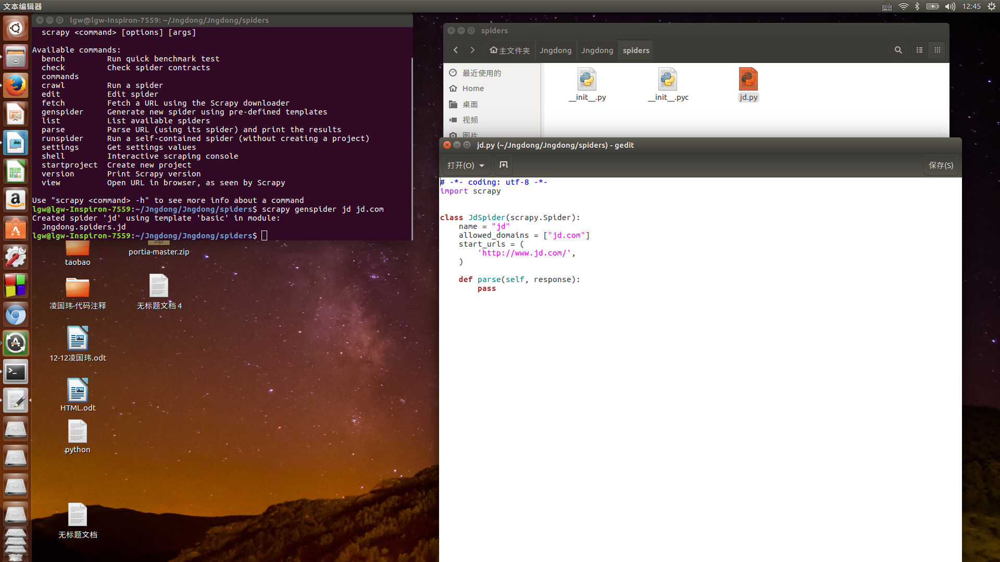 文本编辑器
12:45
lgw@lgw-Inspiron-7559: ~/Jngdong/Jngdong/spiders
scrapy <command> [options] [args]
Available commands:
bench Run quick benchmark test
check Check spider contracts
commands
crawl Run a spider
edit Edit spider
fetch Fetch a URL using the Scrapy downloader
genspider Generate new spider using pre-defined templates
list List available spiders
parse Parse URL (using its spider) and print the results
runspider Run a self-contained spider (without creating a project)
settings Get settings values
shell Interactive scraping console
startproject Create new project
version Print Scrapy version
view Open URL in browser, as seen by Scrapy
Use "scrapy <command> -h" to see more info about a command
lgw@lgw-Inspiron-7559:~/Jngdong/Jngdong/spiders$ scrapy genspider jd jd.com
Created spider 'jd' using template 'basic' in module:
Jngdong.spiders.jd
lgw@lgw-Inspiron-7559:~/Jngdong/Jngdong/spiders$
zip
portia-master.zip
taobao
凌国玮-代码注释
无标题文档 4
12-12凌国玮.odt
HTML.odt
python
无标题文档
spiders
主文件夹 Jngdong Jngdong spiders
最近使用的
Home
桌面
视频
图片
__init__.py
__init__.pyc
jd.py
jd.py (~/Jngdong/Jngdong/spiders) - gedit
打开(O)
保存(S)
# -*- coding: utf-8 -*-
import scrapy
class JdSpider(scrapy.Spider):
name = "jd"
allowed_domains = ["jd.com"]
start_urls = (
'http://www.jd.com/',
)
def parse(self, response):
pass